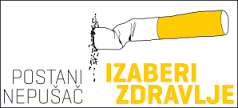 POSTANI
NEPUŠAČ
IZABERI
ZDRAVLJE